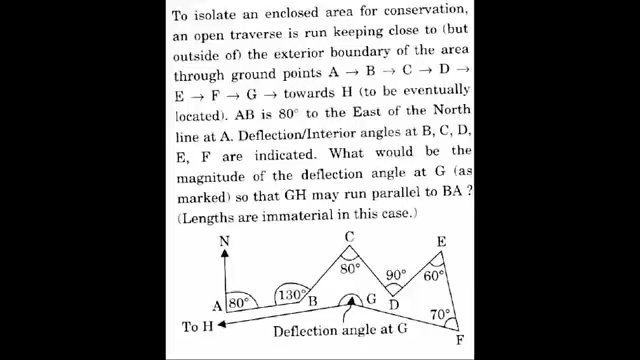 To isolate an enclosed area for conservation,
an open traverse is run keeping close to (but
outside of) the exterior boundary of the area
through ground points A → B → C → D →
E → F → G → towards H (to be eventually
located). AB is 80° to the East of the North
line at A. Deflection/Interior angles at B, C, D,
E, F are indicated. What would be the
magnitude of the deflection angle at G (as
marked) so that GH may run parallel to BA ?
(Lengths are immaterial in this case.)
N
C
E
80°
90°
60°
A 80°
130° B
G
D
70°
To H
Deflection angle at G
F